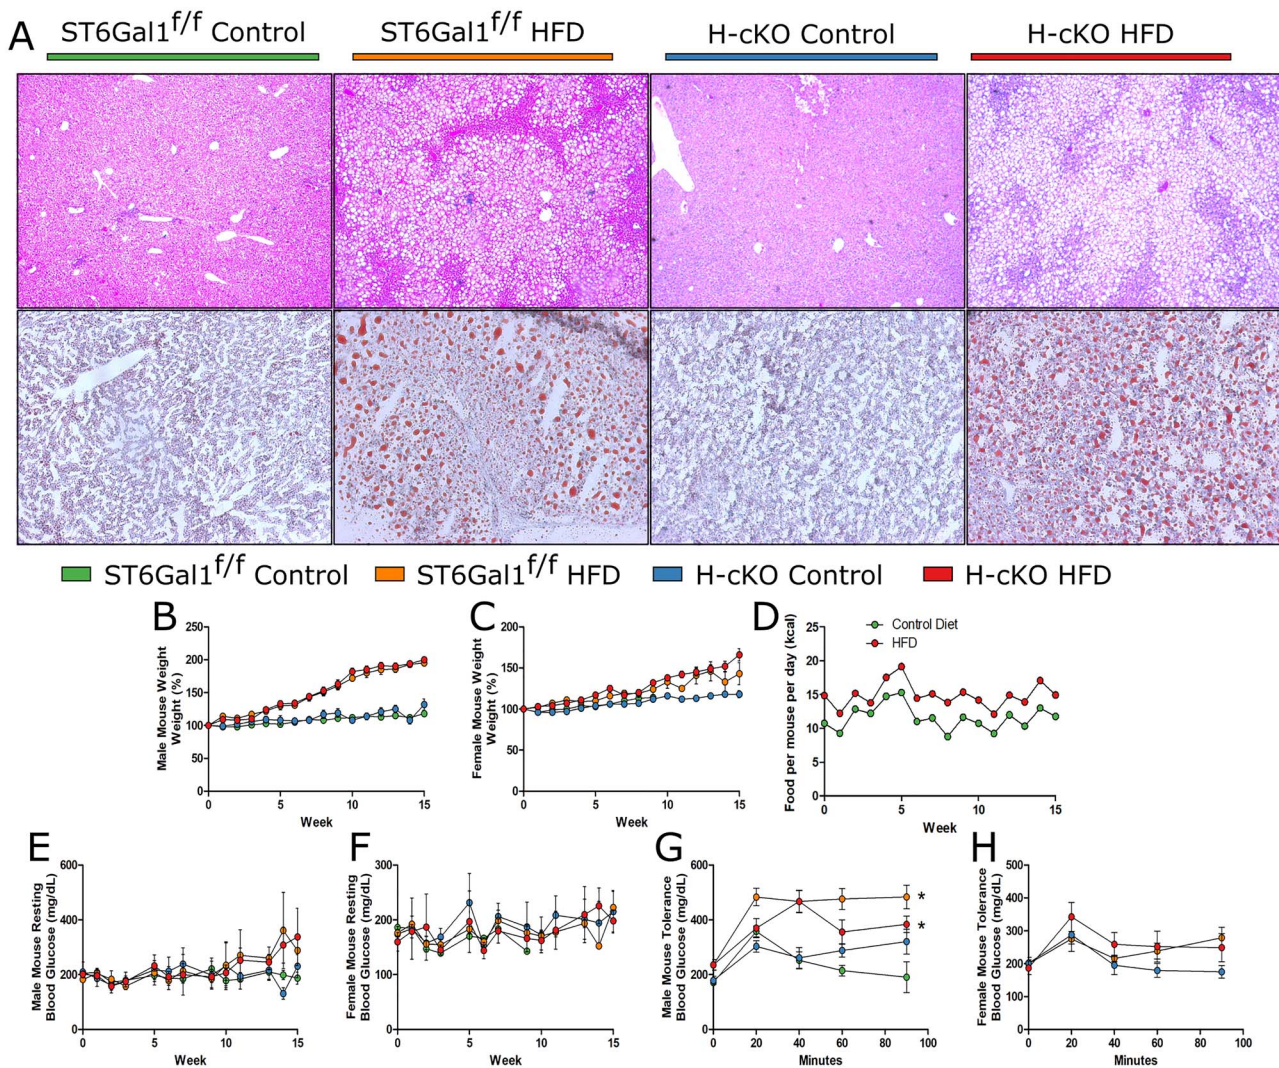 A
ST6Gal1f/f Control
ST6Gal1f/f HFD
H-cKO Control
H-cKO HFD
ST6Gal1f/f Control
ST6Gal1f/f HFD
H-cKO Control
H-cKO HFD
B
Male Mouse Weight
Weight (%)
250
200
150
100
50
0
0
5
10
15
Week
C
Female Mouse Weight
Weight (%)
200
150
100
50
0
0
5
10
15
Week
D
Control Diet
HFD
Food per mouse per day (kcal)
25
20
15
10
5
0
0
5
10
15
Week
E
Male Mouse Resting
Blood Glucose (mg/dL)
600
400
200
0
0
5
10
15
Week
F
Female Mouse Resting
Blood Glucose (mg/dL)
300
200
100
0
0
5
10
15
Week
G
Male Mouse Tolerance
Blood Glucose (mg/dL)
600
400
200
0
0
20
40
60
80
100
*
*
Minutes
H
Female Mouse Tolerance
Blood Glucose (mg/dL)
500
400
300
200
100
0
0
20
40
60
80
100
Minutes